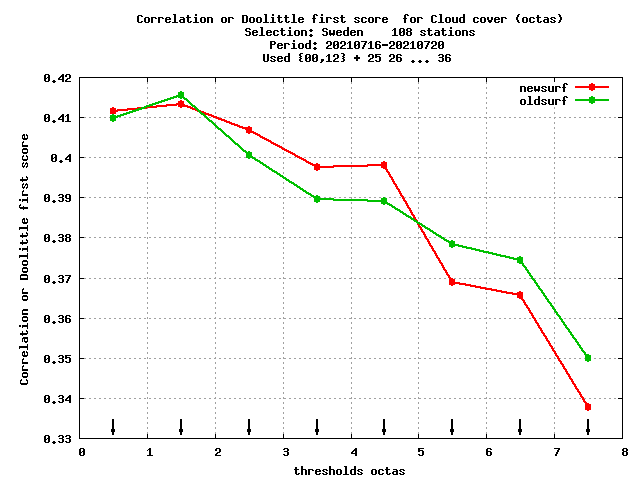 Correlation or Doolittle first score  for Cloud cover (octas)
Selection: Sweden    108 stations
Period: 20210716-20210720
Used {00,12} + 25 26 ... 36
newsurf
oldsurf
Correlation or Doolittle first score
0.42
0.41
0.4
0.39
0.38
0.37
0.36
0.35
0.34
0.33
0 1 2 3 4 5 6 7 8
thresholds octas